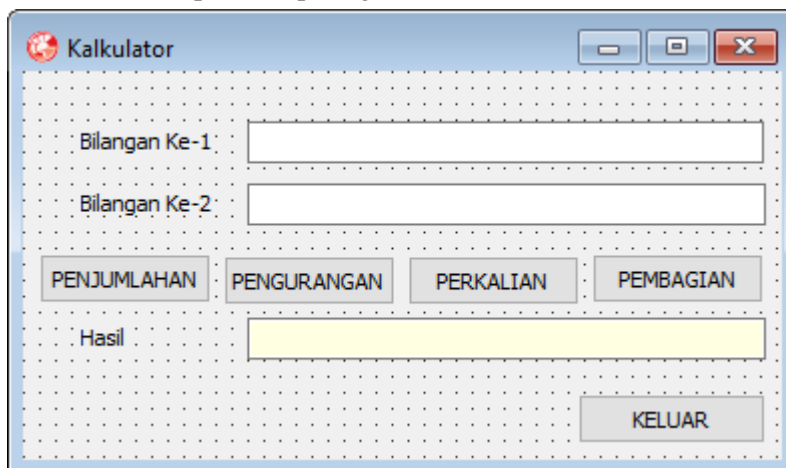 Kalkulator
Bilangan Ke-1
Bilangan Ke-2
PENJUMLAHAN PENGURANGAN PERKALIAN PEMBAGIAN
Hasil
KELUAR